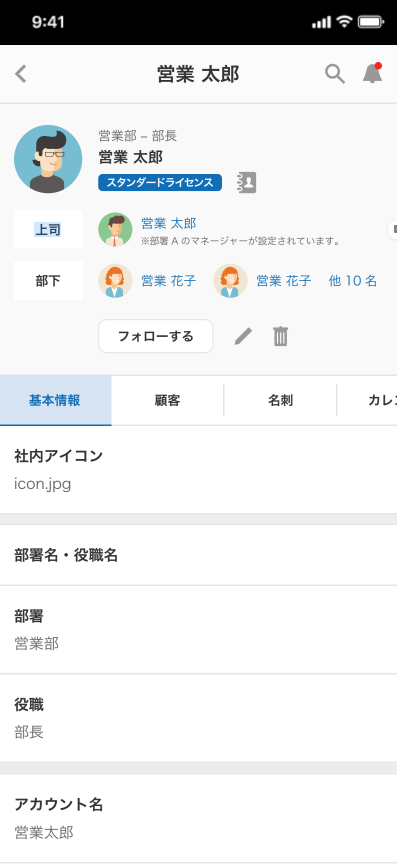 9:41
営業 太郎
営業部 – 部長
営業 太郎
スタンダードライセンス
上司
営業 太郎
※部署 A のマネージャーが設定されています。
部下
営業 花子 営業 花子 他 10 名
フォローする
基本情報 顧客 名刺 カレ
社内アイコン
icon.jpg
部署名・役職名
部署
営業部
役職
部長
アカウント名
営業太郎